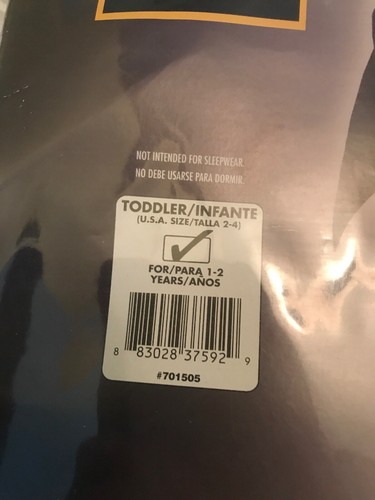 NOT INTENDED FOR SLEEPWEAR.
NO DEBE USARSE PARA DORMIR.
TODDLER/INFANTE
(U.S.A. SIZE/TALLA 2-4)
FOR/PARA 1-2
YEARS/AÑOS
8 83028 37592 9
#701505